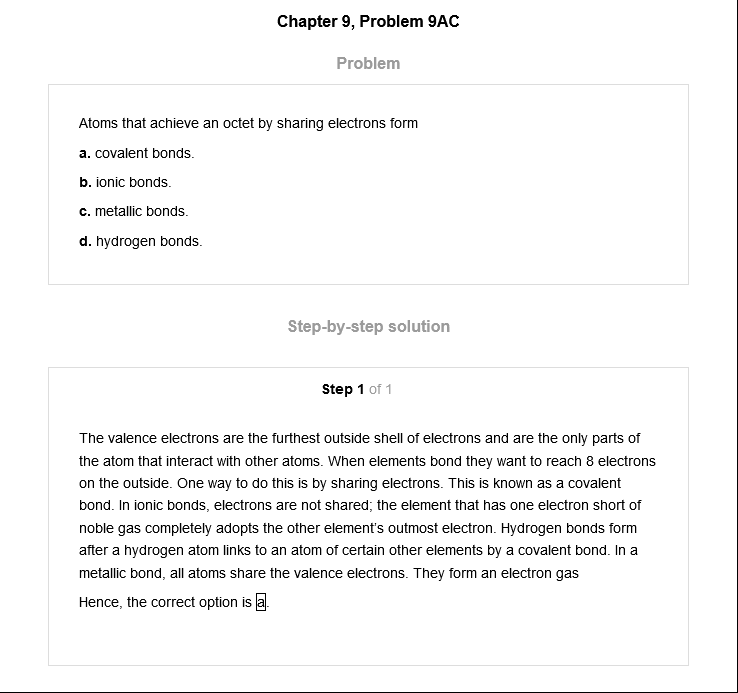 Chapter 9, Problem 9AC
Problem
Atoms that achieve an octet by sharing electrons form
a. covalent bonds.
b. ionic bonds.
c. metallic bonds.
d. hydrogen bonds.
Step-by-step solution
Step 1 of 1
The valence electrons are the furthest outside shell of electrons and are the only parts of
the atom that interact with other atoms. When elements bond they want to reach 8 electrons
on the outside. One way to do this is by sharing electrons. This is known as a covalent
bond. In ionic bonds, electrons are not shared; the element that has one electron short of
noble gas completely adopts the other element's outmost electron. Hydrogen bonds form
after a hydrogen atom links to an atom of certain other elements by a covalent bond. In a
metallic bond, all atoms share the valence electrons. They form an electron gas
Hence, the correct option is a.